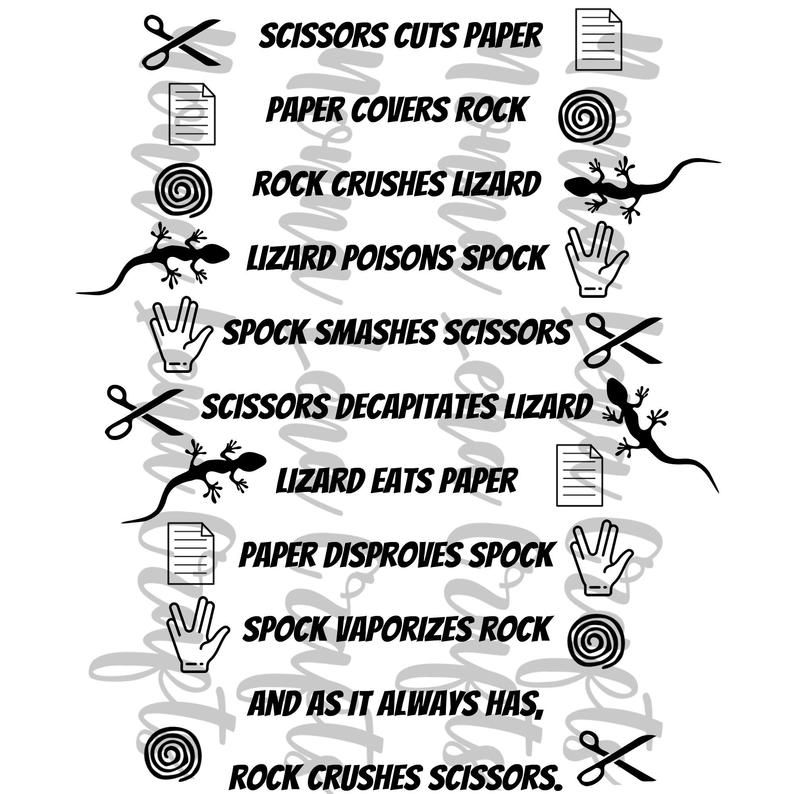 SCISSORS CUTS PAPER
PAPER COVERS ROCK
ROCK CRUSHES LIZARD
LIZARD POISONS SPOCK
SPOCK SMASHES SCISSORS
SCISSORS DECAPITATES LIZARD
LIZARD EATS PAPER
PAPER DISPROVES SPOCK
SPOCK VAPORIZES ROCK
AND AS IT ALWAYS HAS,
ROCK CRUSHES SCISSORS.